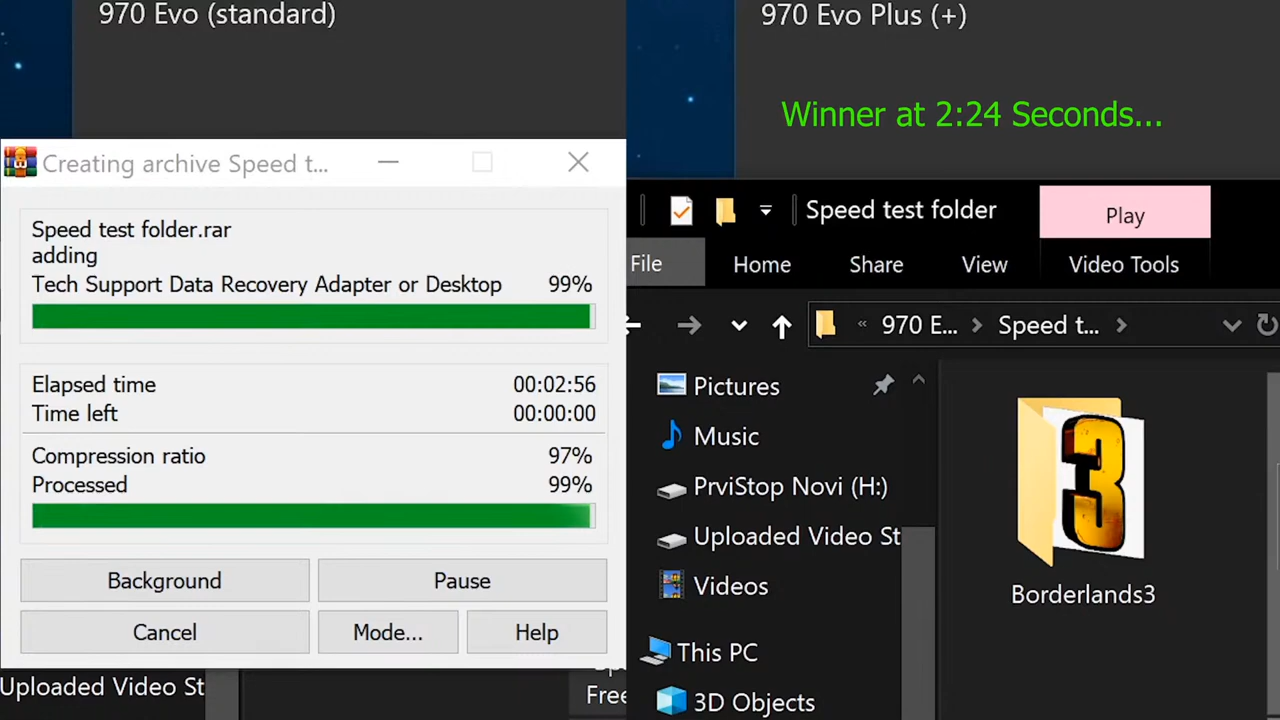 970 Evo (standard)
970 Evo Plus (+)
Winner at 2:24 Seconds...
Creating archive Speed t...
Speed test folder.rar
adding
Tech Support Data Recovery Adapter or Desktop 99%
Elapsed time 00:02:56
Time left 00:00:00
Compression ratio 97%
Processed 99%
Background Pause
Cancel Mode... Help
Uploaded Video St
Free
Speed test folder
Play
File Home Share View Video Tools
« 970 E... > Speed t... >
Pictures
Music
PrviStop Novi (H:)
Uploaded Video St
Videos
This PC
3D Objects
3
Borderlands3